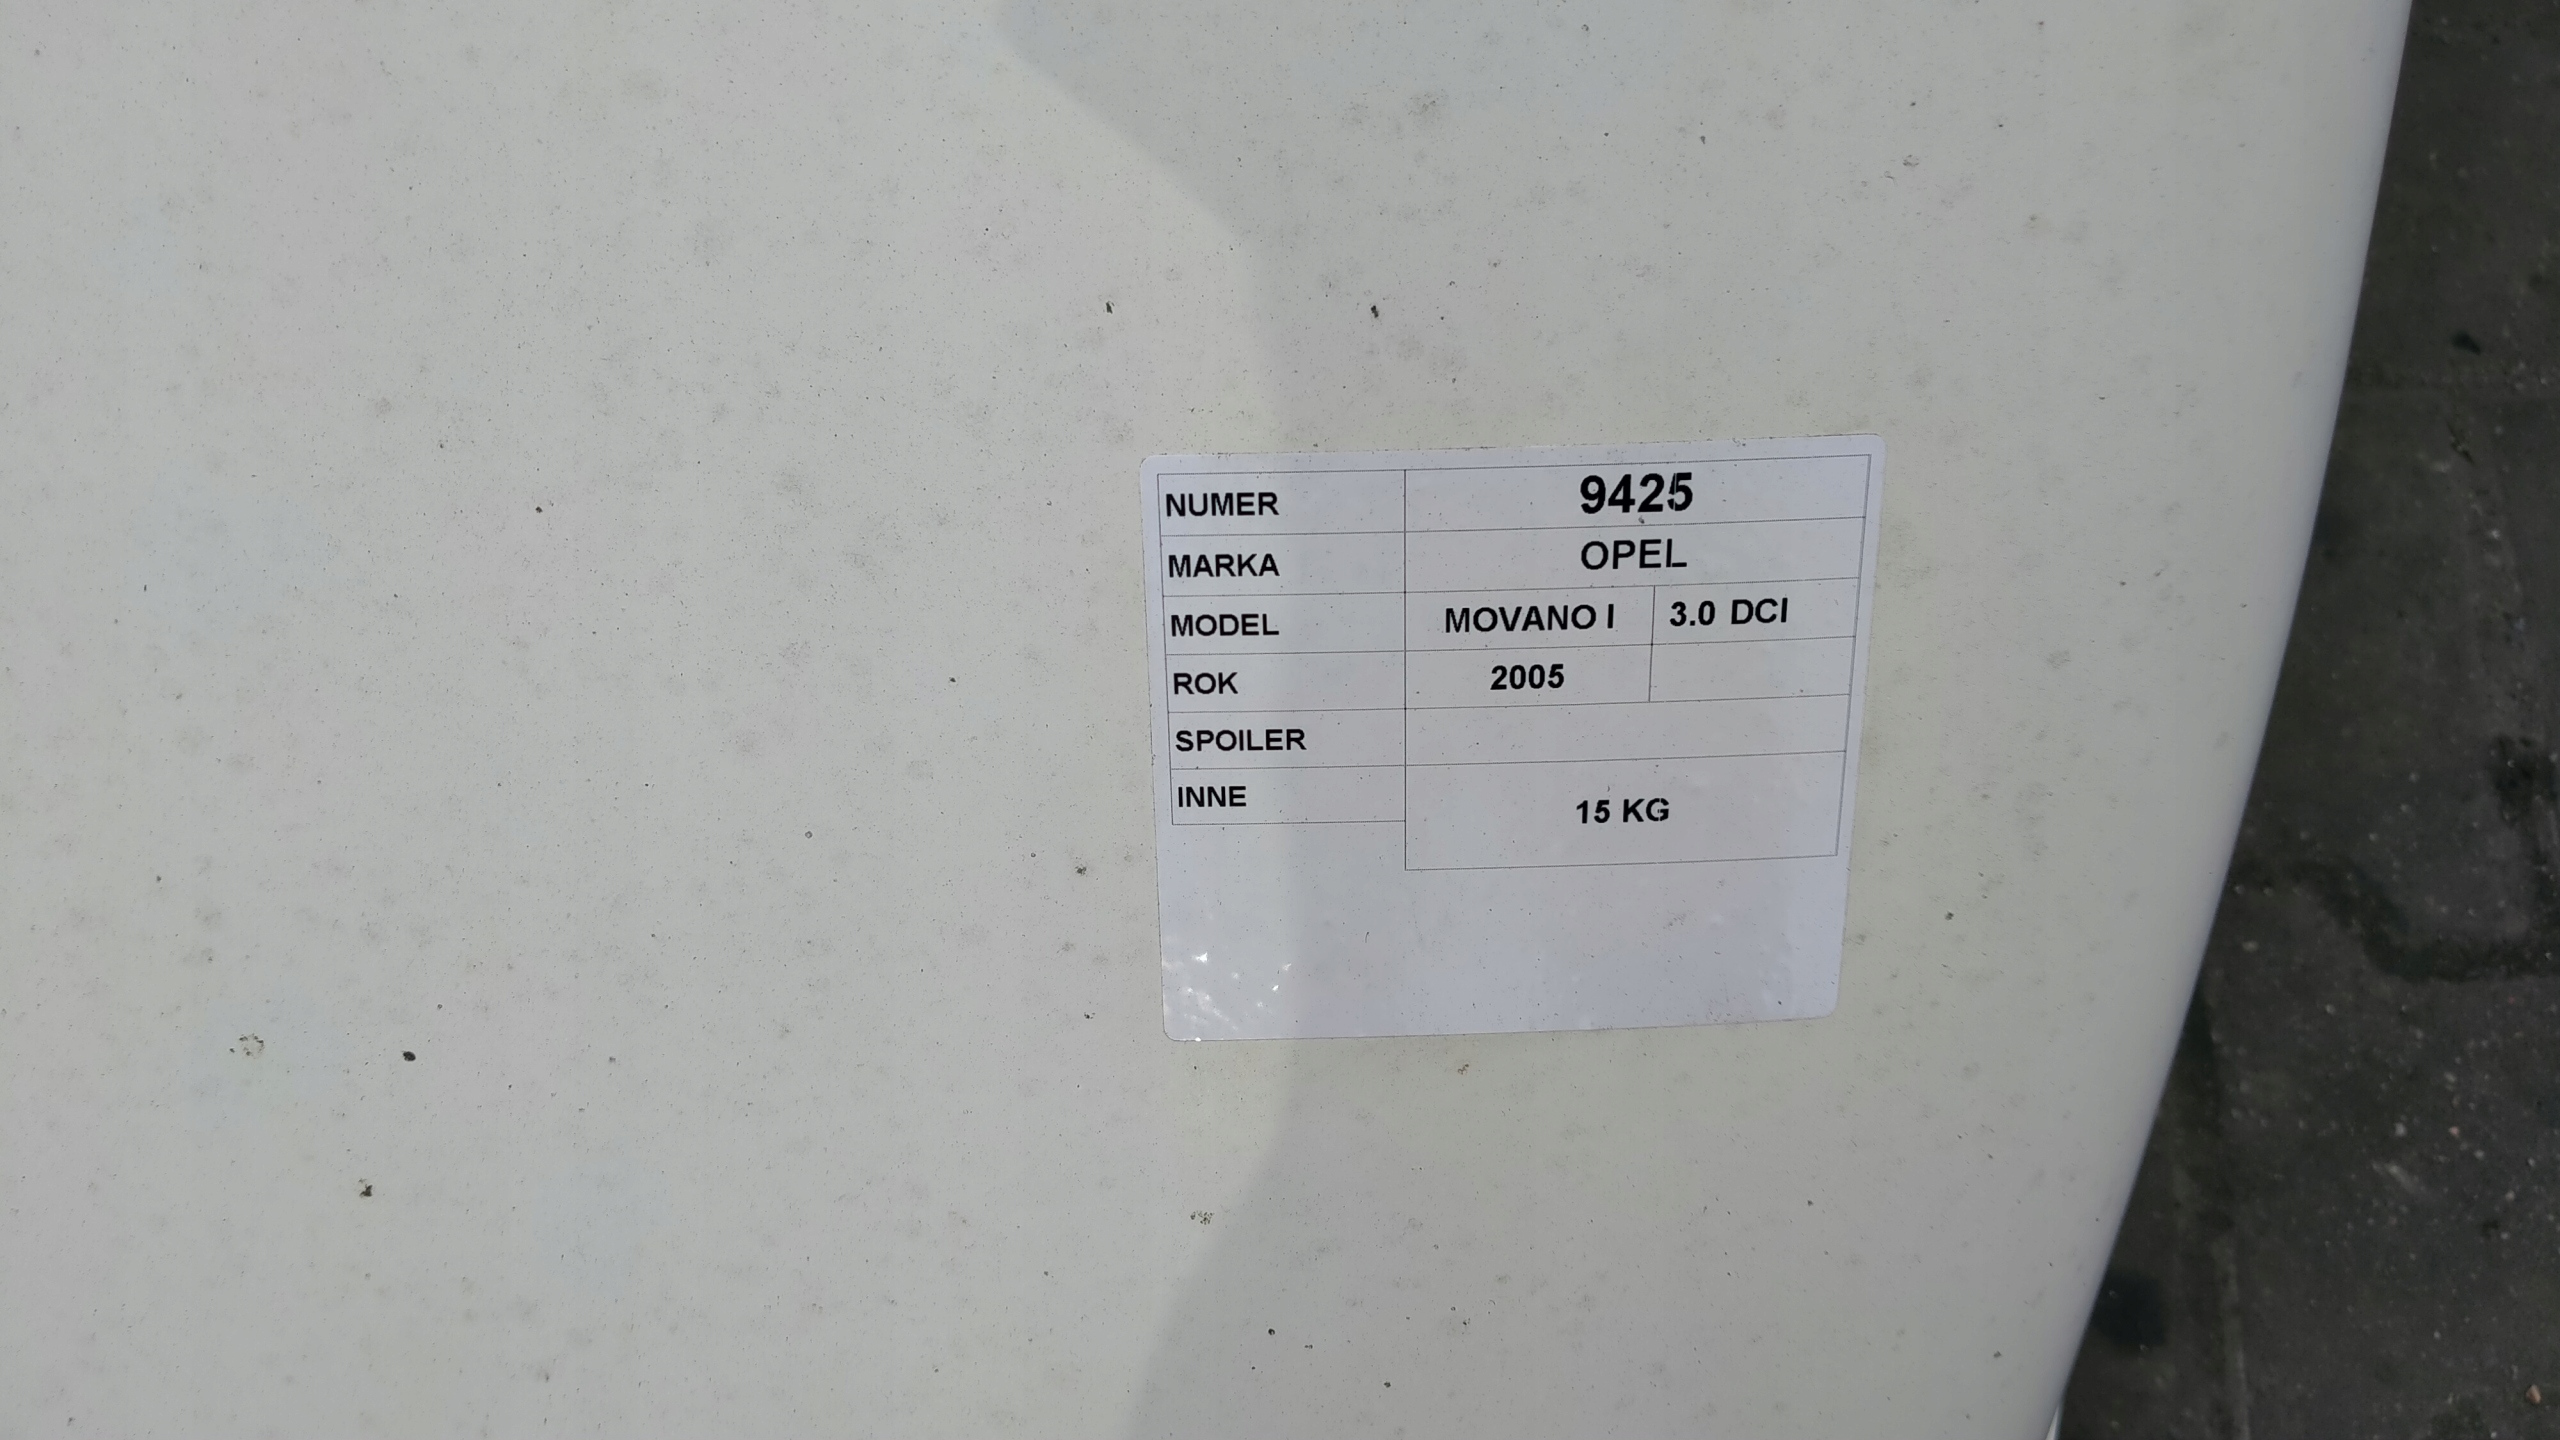 NUMER 9425
MARKA OPEL
MODEL MOVANO I 3.0 DCI
ROK 2005
SPOILER
INNE 15 KG